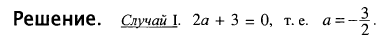 Решение. Случай I. 2a + 3 = 0, т. е. a = -3/2.